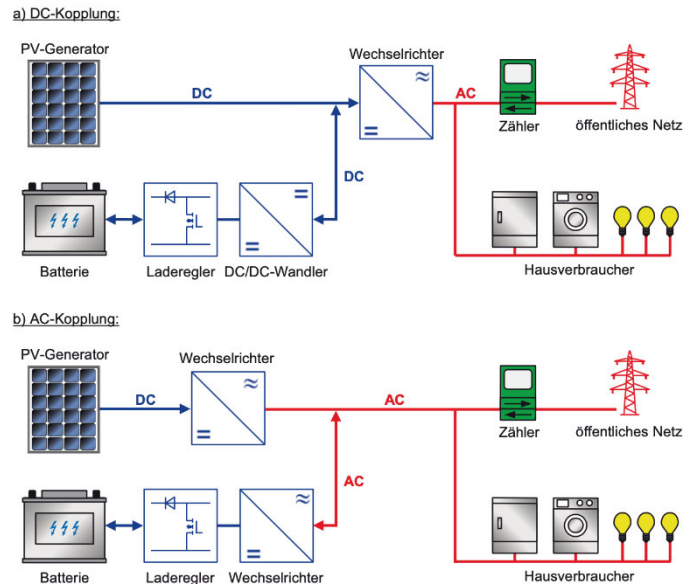 a) DC-Kopplung:
PV-Generator
Wechselrichter
DC
AC
Zähler
öffentliches Netz
DC
Batterie
Laderegler
DC/DC-Wandler
Hausverbraucher
b) AC-Kopplung:
PV-Generator
Wechselrichter
DC
AC
Zähler
öffentliches Netz
AC
Batterie
Laderegler
Wechselrichter
Hausverbraucher